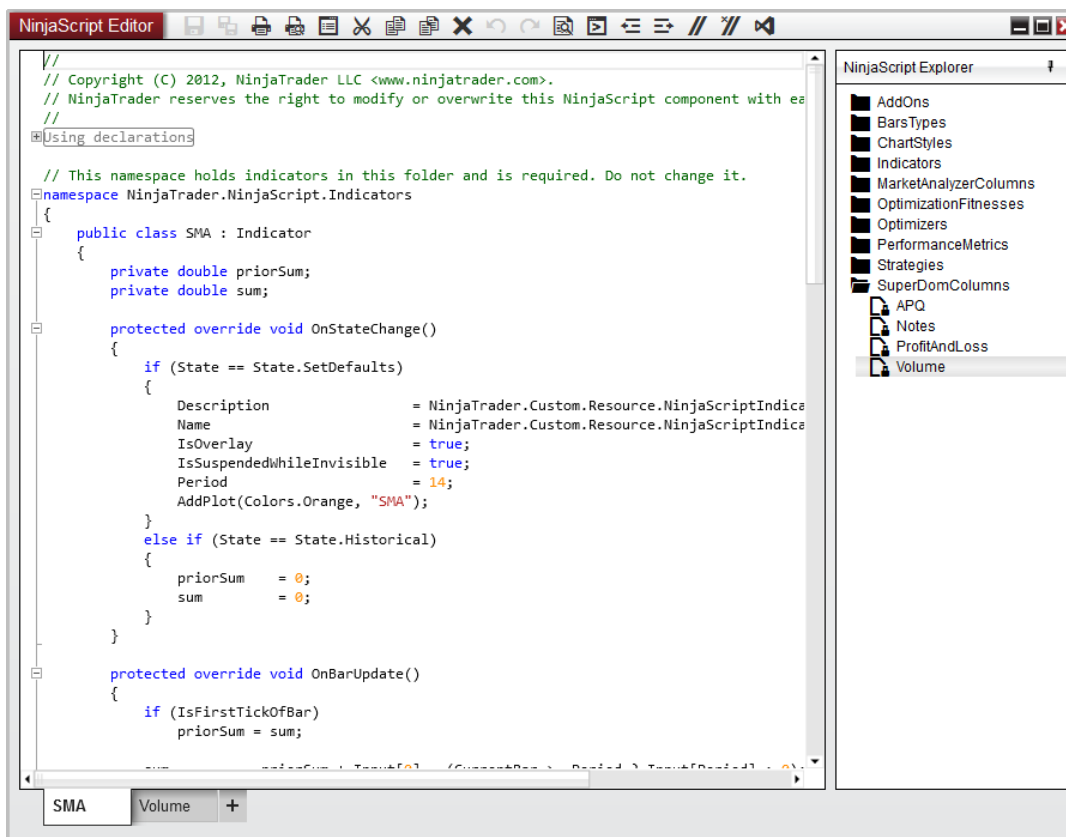 NinjaScript Editor
//
// Copyright (C) 2012, NinjaTrader LLC <www.ninjatrader.com>.
// NinjaTrader reserves the right to modify or overwrite this NinjaScript component with ea
//
Using declarations
// This namespace holds indicators in this folder and is required. Do not change it.
namespace NinjaTrader.NinjaScript.Indicators
{
public class SMA : Indicator
{
private double priorSum;
private double sum;
protected override void OnStateChange()
{
if (State == State.SetDefaults)
{
Description = NinjaTrader.Custom.Resource.NinjaScriptIndica
Name = NinjaTrader.Custom.Resource.NinjaScriptIndica
IsOverlay = true;
IsSuspendedWhileInvisible = true;
Period = 14;
AddPlot(Colors.Orange, "SMA");
}
else if (State == State.Historical)
{
priorSum = 0;
sum = 0;
}
}
protected override void OnBarUpdate()
{
if (IsFirstTickOfBar)
priorSum = sum;
SMA
Volume
+
NinjaScript Explorer
AddOns
BarsTypes
ChartStyles
Indicators
MarketAnalyzerColumns
OptimizationFitnesses
Optimizers
PerformanceMetrics
Strategies
SuperDomColumns
APQ
Notes
ProfitAndLoss
Volume